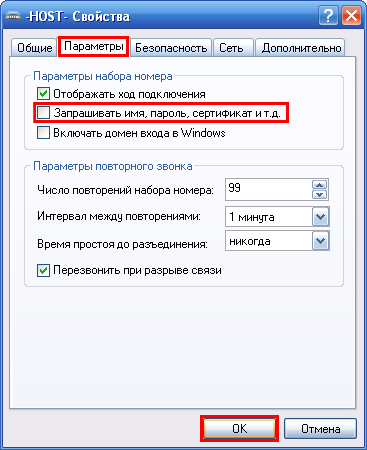 -HOST- Свойства
Общие Параметры Безопасность Сеть Дополнительно
Параметры набора номера
Отображать ход подключения
Запрашивать имя, пароль, сертификат и т.д.
Включать домен входа в Windows
Параметры повторного звонка
Число повторений набора номера: 99
Интервал между повторениями: 1 минута
Время простоя до разъединения: никогда
Перезвонить при разрыве связи
OK Отмена